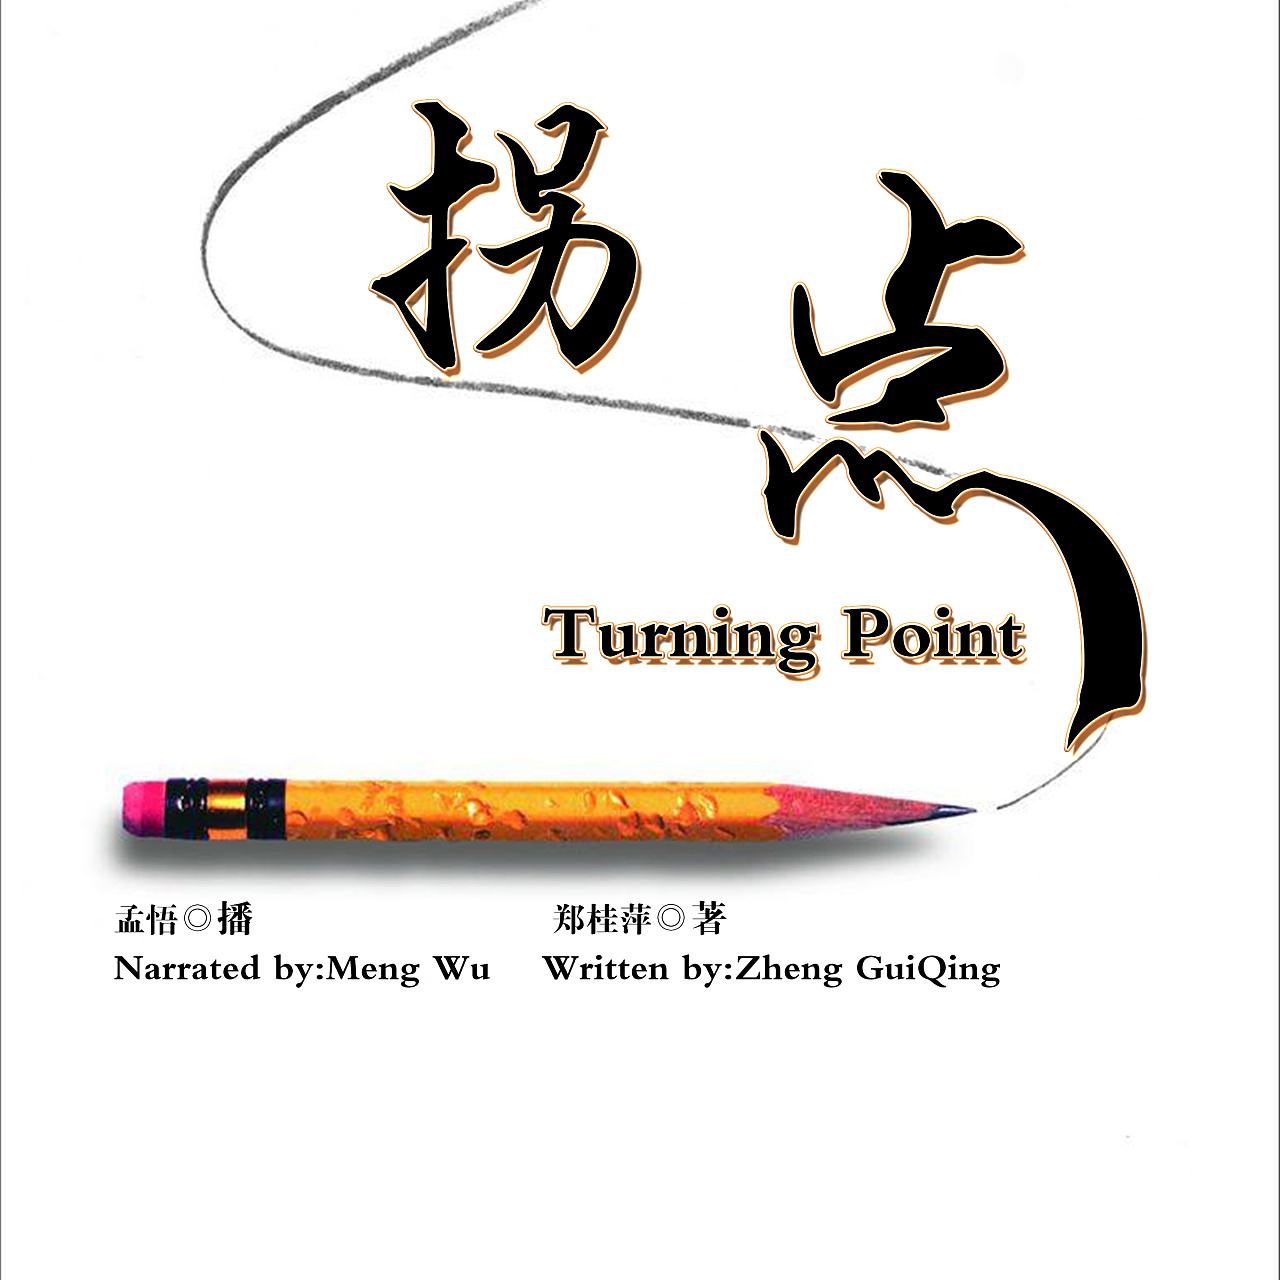 拐点
Turning Point
孟悟◎播
郑桂萍◎著
Narrated by:Meng Wu
Written by:Zheng GuiQing